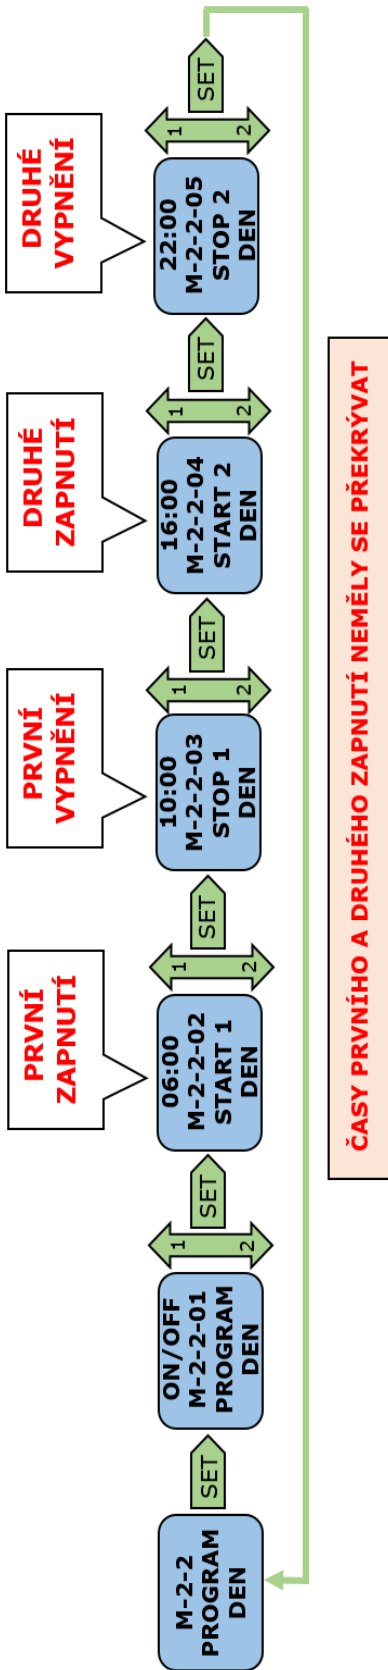 PRVNÍ
ZAPNUTÍ
PRVNÍ
VYPNĚNÍ
DRUHÉ
ZAPNUTÍ
DRUHÉ
VYPNĚNÍ
M-2-2
PROGRAM
DEN
SET
ON/OFF
M-2-2-01
PROGRAM
DEN
1
2
SET
06:00
M-2-2-02
START 1
DEN
1
2
SET
10:00
M-2-2-03
STOP 1
DEN
1
2
SET
16:00
M-2-2-04
START 2
DEN
1
2
SET
22:00
M-2-2-05
STOP 2
DEN
1
2
SET
ČASY PRVNÍHO A DRUHÉHO ZAPNUTÍ NEMĚLY SE PŘEKRÝVAT